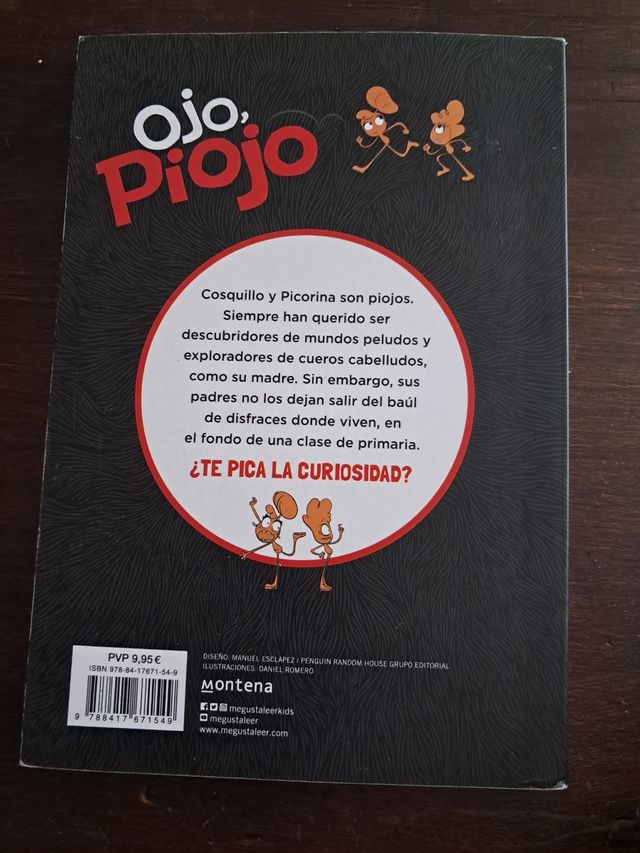 Ojo,
Piojo
Cosquillo y Picorina son piojos.
Siempre han querido ser
descubridores de mundos peludos y
exploradores de cueros cabelludos,
como su madre. Sin embargo, sus
padres no los dejan salir del baúl
de disfraces donde viven, en
el fondo de una clase de primaria.
¿TE PICA LA CURIOSIDAD?
PVP 9,95 €
ISBN 978-84-17671-54-9
9 788417 671549
DISEÑO: MANUEL ESCLAPEZ / PENGUIN RANDOM HOUSE GRUPO EDITORIAL
ILUSTRACIONES: DANIEL ROMERO
montena
megustaleerkids
megustaleer
www.megustaleer.com